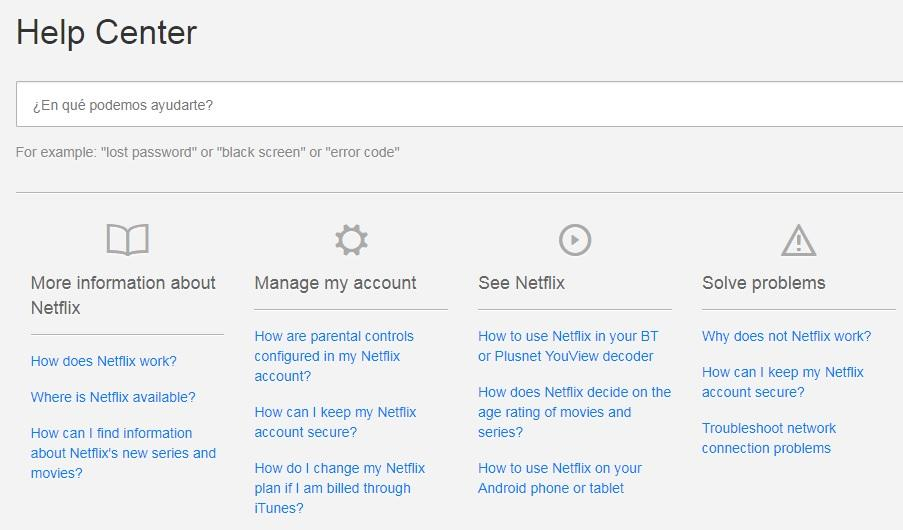 Help Center
¿En qué podemos ayudarte?
For example: "lost password" or "black screen" or "error code"
More information about
Netflix
How does Netflix work?
Where is Netflix available?
How can I find information
about Netflix's new series and
movies?
Manage my account
How are parental controls
configured in my Netflix
account?
How can I keep my Netflix
account secure?
How do I change my Netflix
plan if I am billed through
iTunes?
See Netflix
How to use Netflix in your BT
or Plusnet YouView decoder
How does Netflix decide on the
age rating of movies and
series?
How to use Netflix on your
Android phone or tablet
Solve problems
Why does not Netflix work?
How can I keep my Netflix
account secure?
Troubleshoot network
connection problems